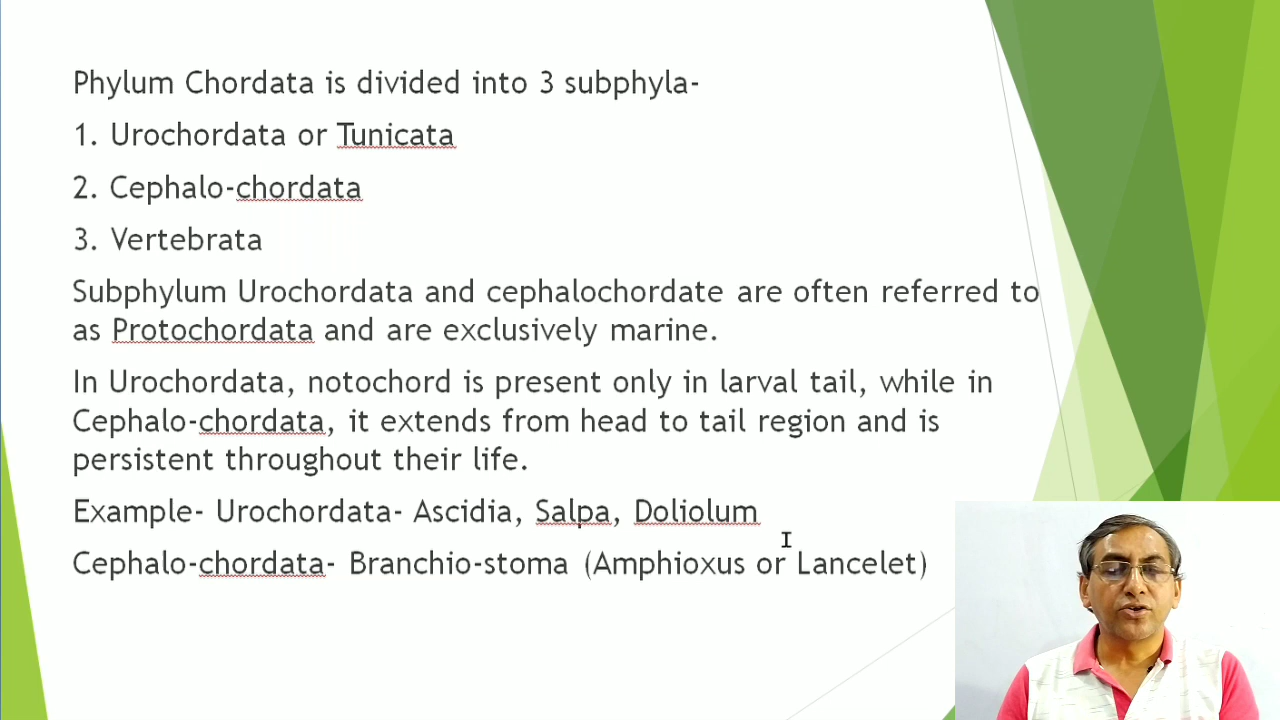 Phylum Chordata is divided into 3 subphyla-
1. Urochordata or Tunicata
2. Cephalo-chordata
3. Vertebrata
Subphylum Urochordata and cephalochordate are often referred to
as Protochordata and are exclusively marine.
In Urochordata, notochord is present only in larval tail, while in
Cephalo-chordata, it extends from head to tail region and is
persistent throughout their life.
Example- Urochordata- Ascidia, Salpa, Doliolum
Cephalo-chordata- Branchio-stoma (Amphioxus or Lancelet)